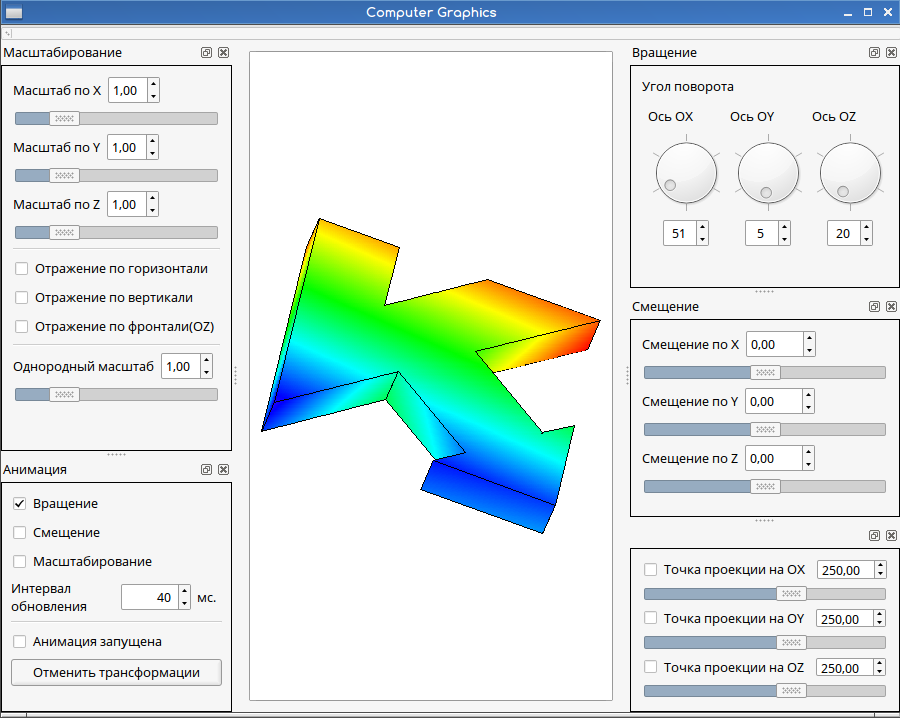 Computer Graphics
Масштабирование
Масштаб по X 1,00
Масштаб по Y 1,00
Масштаб по Z 1,00
Отражение по горизонтали
Отражение по вертикали
Отражение по фронтали(OZ)
Однородный масштаб 1,00
Анимация
Вращение
Смещение
Масштабирование
Интервал
обновления
40 мс.
Анимация запущена
Отменить трансформации
Вращение
Угол поворота
Ось OX Ось OY Ось OZ
51 5 20
Смещение
Смещение по X 0,00
Смещение по Y 0,00
Смещение по Z 0,00
Точка проекции на OX 250,00
Точка проекции на OY 250,00
Точка проекции на OZ 250,00